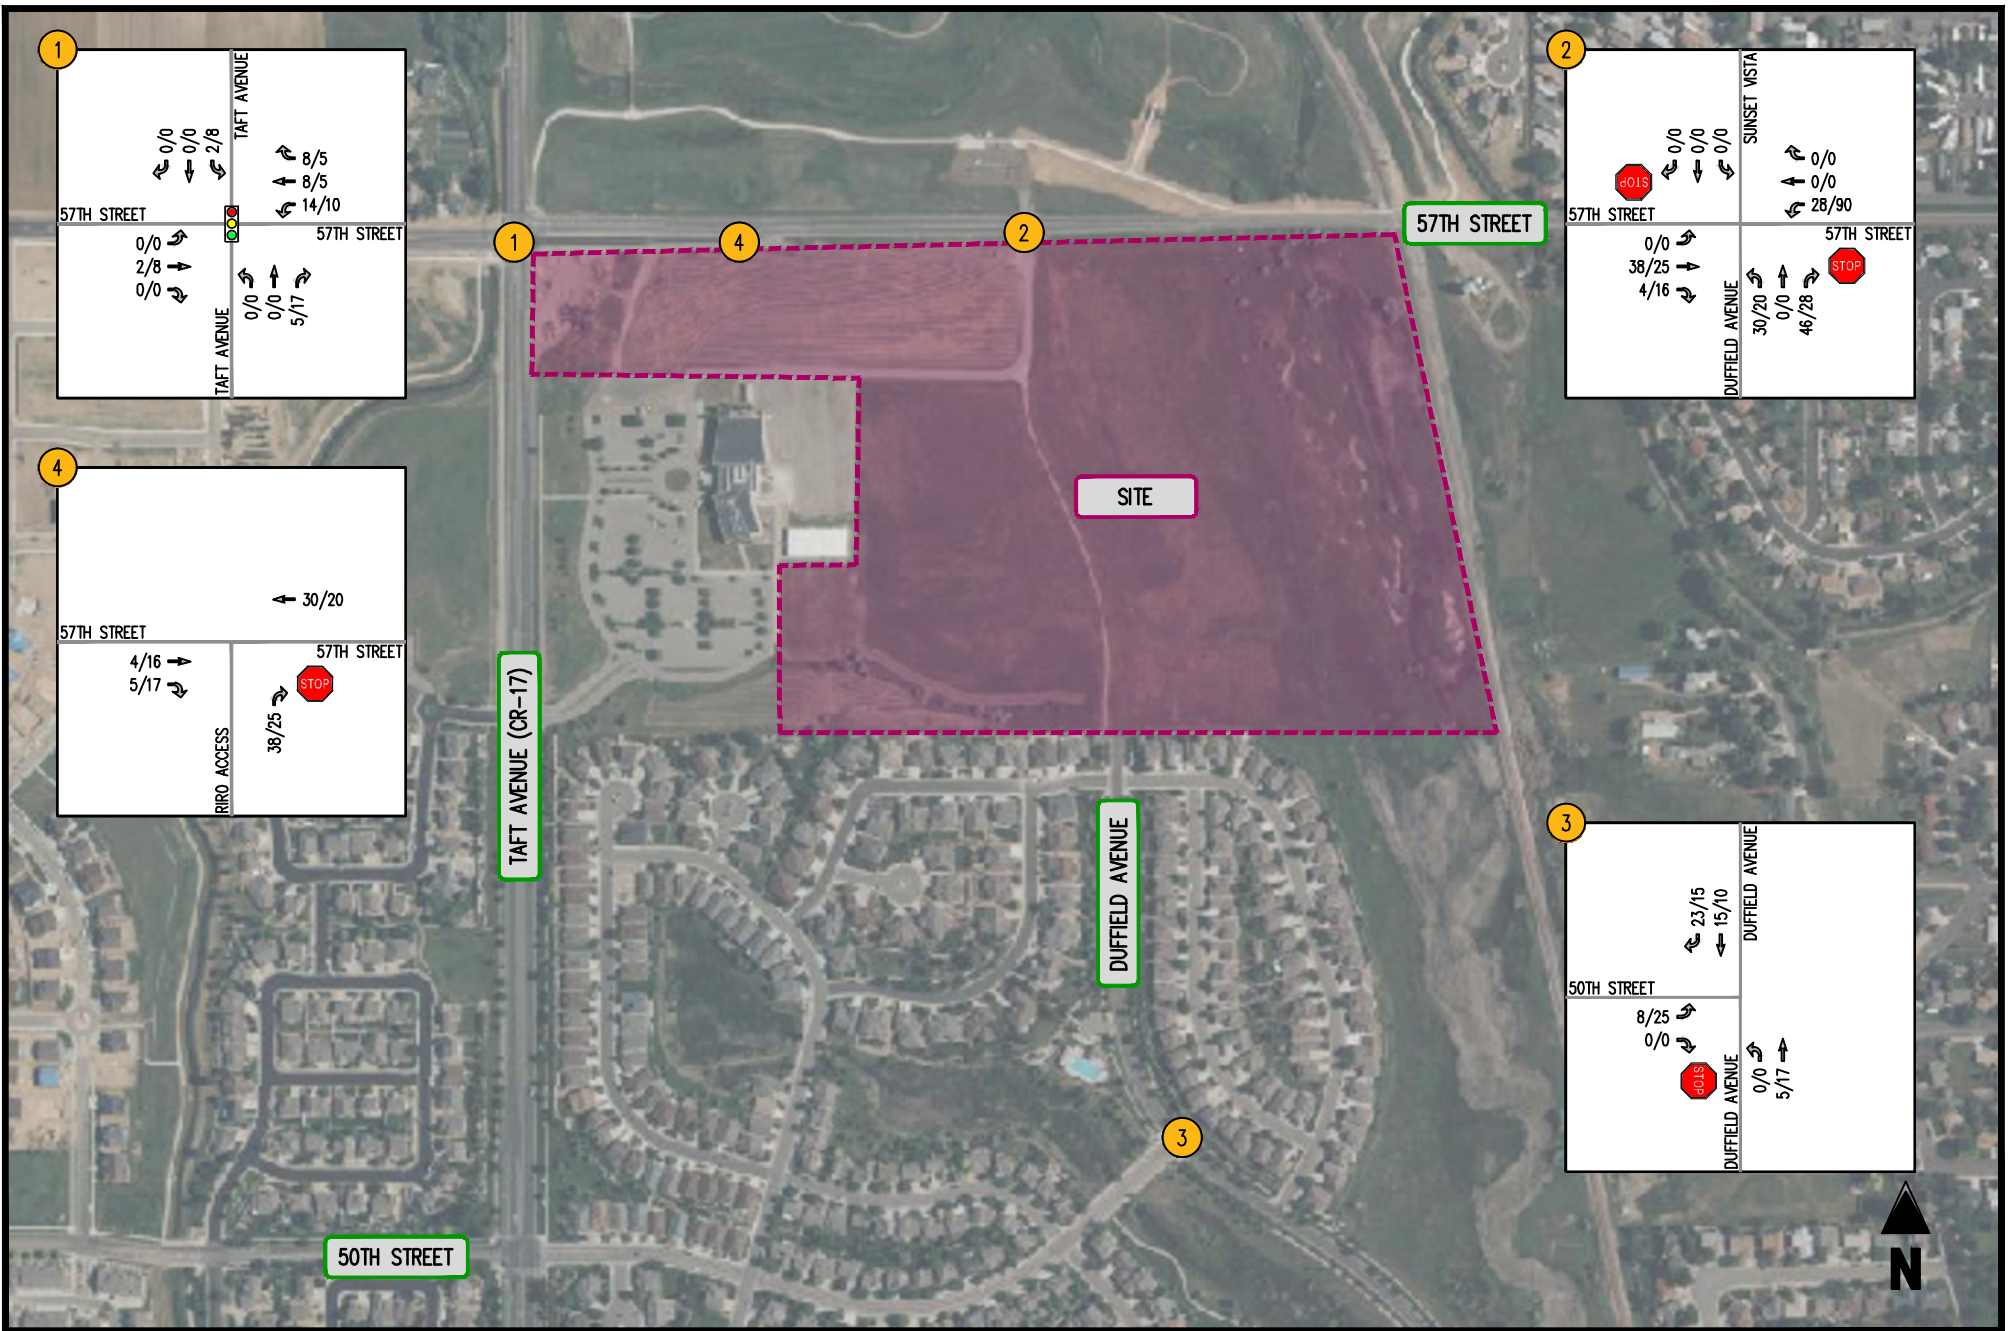 1
TAFT AVENUE
0/0
0/0
2/8
8/5
8/5
14/10
57TH STREET
57TH STREET
0/0
2/8
0/0
0/0
0/0
5/17
TAFT AVENUE
2
SUNSET VISTA
0/0
0/0
0/0
STOP
0/0
0/0
28/90
57TH STREET
57TH STREET
0/0
38/25
4/16
30/20
0/0
46/28
STOP
DUFFIELD AVENUE
1
4
2
57TH STREET
SITE
4
30/20
57TH STREET
57TH STREET
4/16
5/17
38/25
STOP
RIRO ACCESS
TAFT AVENUE (CR-17)
DUFFIELD AVENUE
3
DUFFIELD AVENUE
23/15
15/10
50TH STREET
8/25
0/0
STOP
0/0
5/17
DUFFIELD AVENUE
3
50TH STREET
N